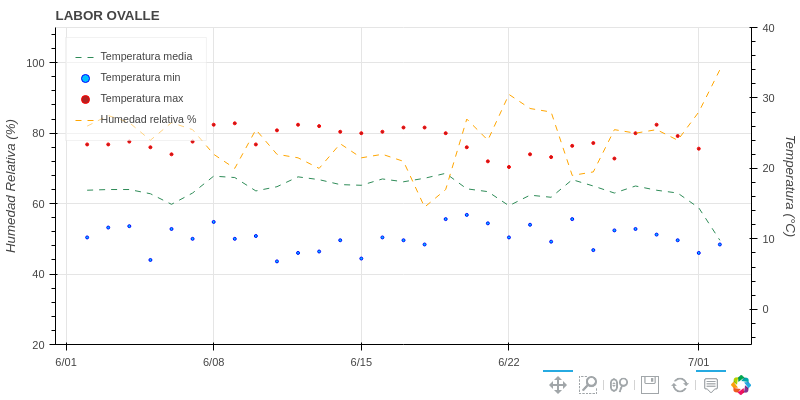 LABOR OVALLE
Temperatura media
Temperatura min
Temperatura max
Humedad relativa %
Humedad Relativa (%)
100
80
60
40
20
40
30
20
10
0
Temperatura (°C)
6/01
6/08
6/15
6/22
7/01